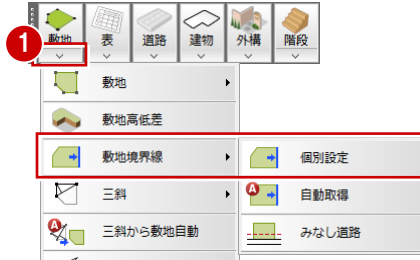 敷地 表 道路 建物 外構 階段
1
敷地
敷地高低差
敷地境界線 個別設定
三斜 A 自動取得
A 三斜から敷地自動 みなし道路